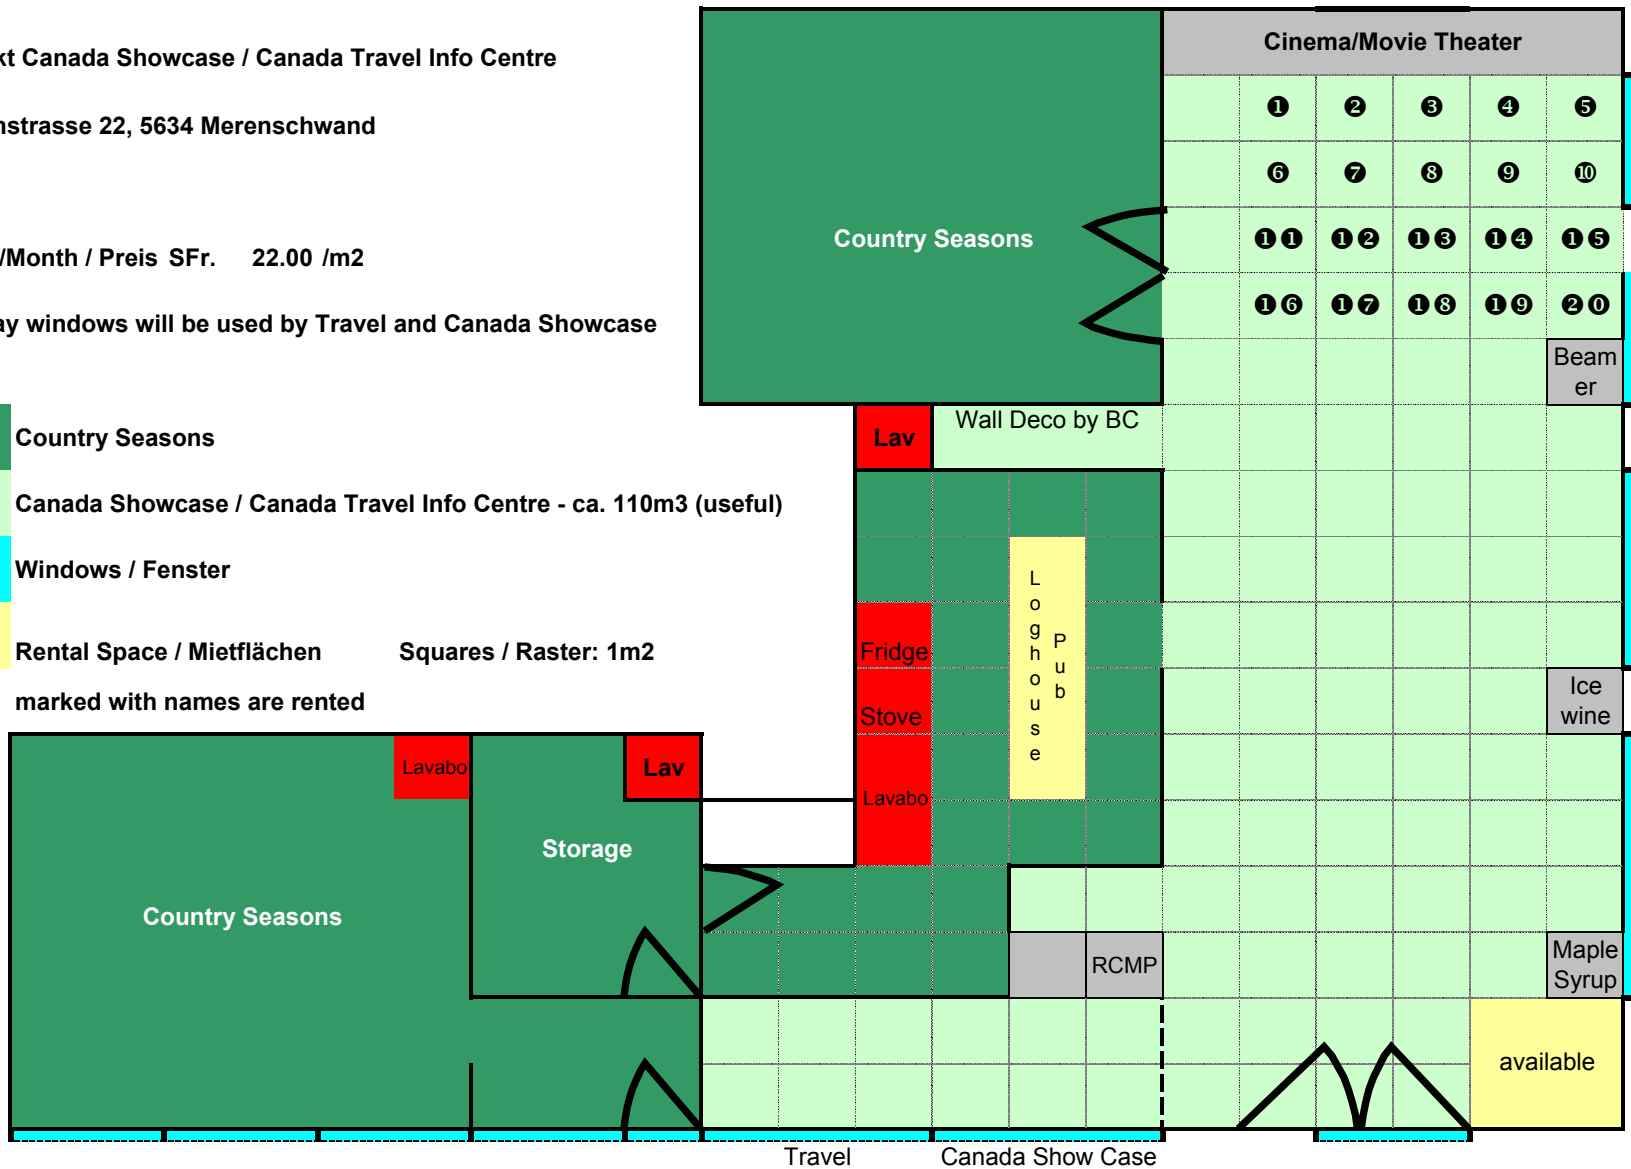 Cinema/Movie Theater
kt Canada Showcase / Canada Travel Info Centre
❶ ❷ ❸ ❹ ❺
nstrasse 22, 5634 Merenschwand
❻ ❼ ❽ ❾ ❿
Country Seasons
❶❶ ❶❷ ❶❸ ❶❹ ❶❺
/Month / Preis SFr. 22.00 /m2
❶❻ ❶❼ ❶❽ ❶❾ ❷⓿
ay windows will be used by Travel and Canada Showcase
Beam
er
Wall Deco by BC
Lav
Country Seasons
Canada Showcase / Canada Travel Info Centre - ca. 110m3 (useful)
Windows / Fenster
Loghouse
Pub
Rental Space / Mietflächen Squares / Raster: 1m2
Fridge
marked with names are rented
Stove
Ice
wine
Lavabo
Lav
Lavabo
Storage
Country Seasons
RCMP
Maple
Syrup
available
Travel
Canada Show Case